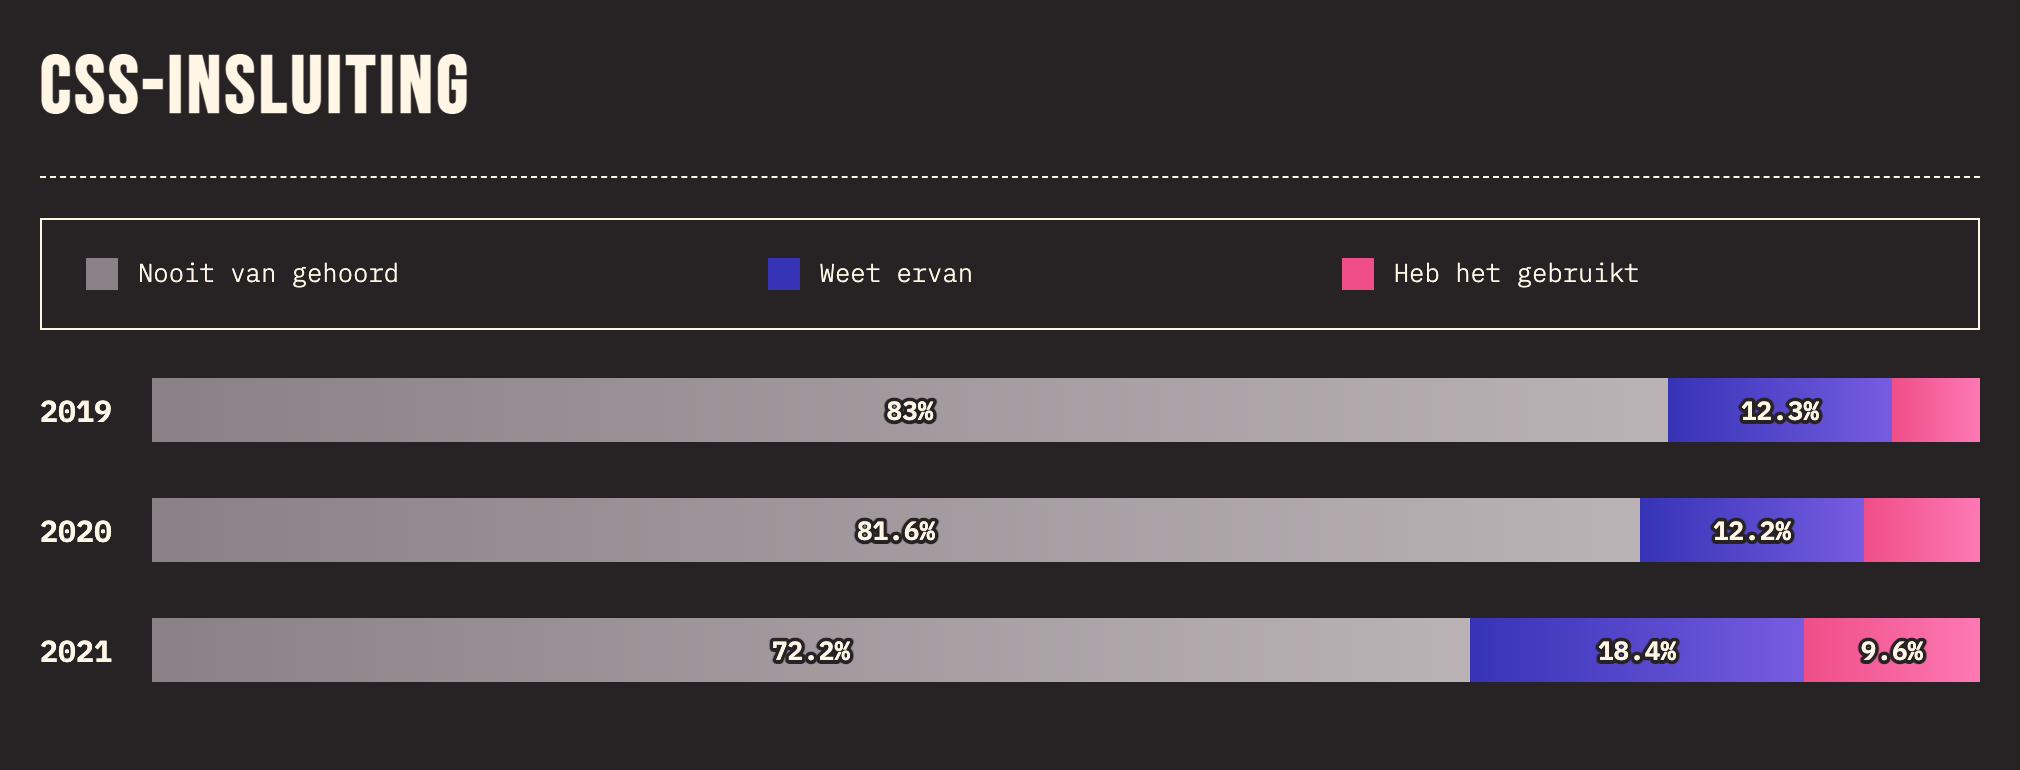 CSS-INSLUITING
Nooit van gehoord Weet ervan Heb het gebruikt
2019 83% 12.3%
2020 81.6% 12.2%
2021 72.2% 18.4% 9.6%